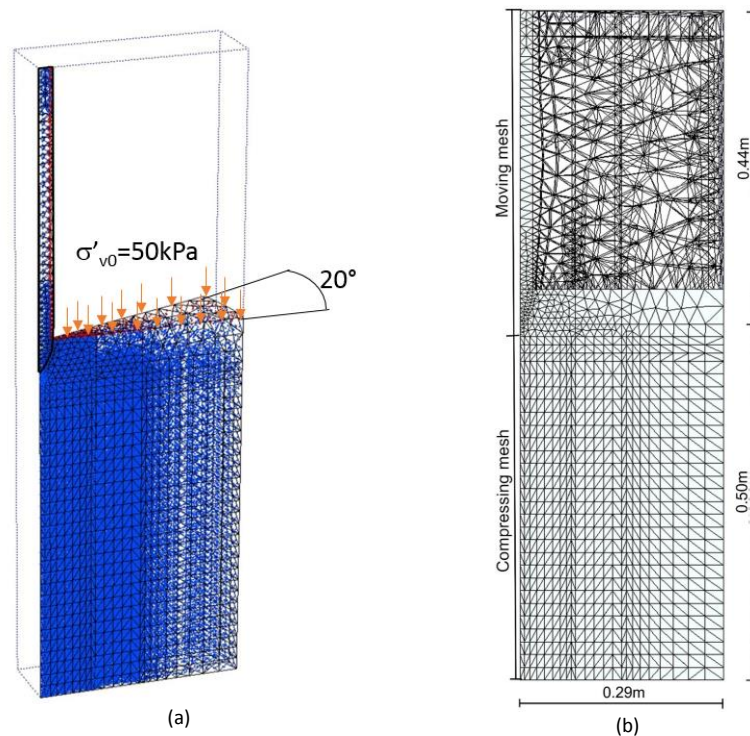 σ'v0=50kPa
20°
(a)
Moving mesh
Compressing mesh
0.44m
0.50m
0.29m
(b)